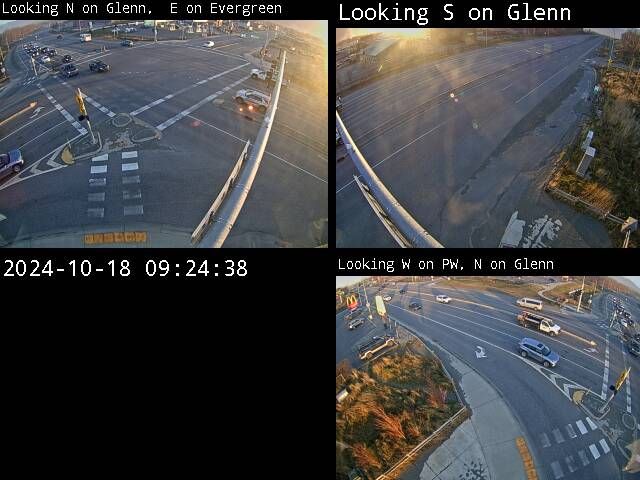 Looking N on Glenn,  E on Evergreen
Looking S on Glenn
2024-10-18 09:24:38
Looking W on PW, N on Glenn